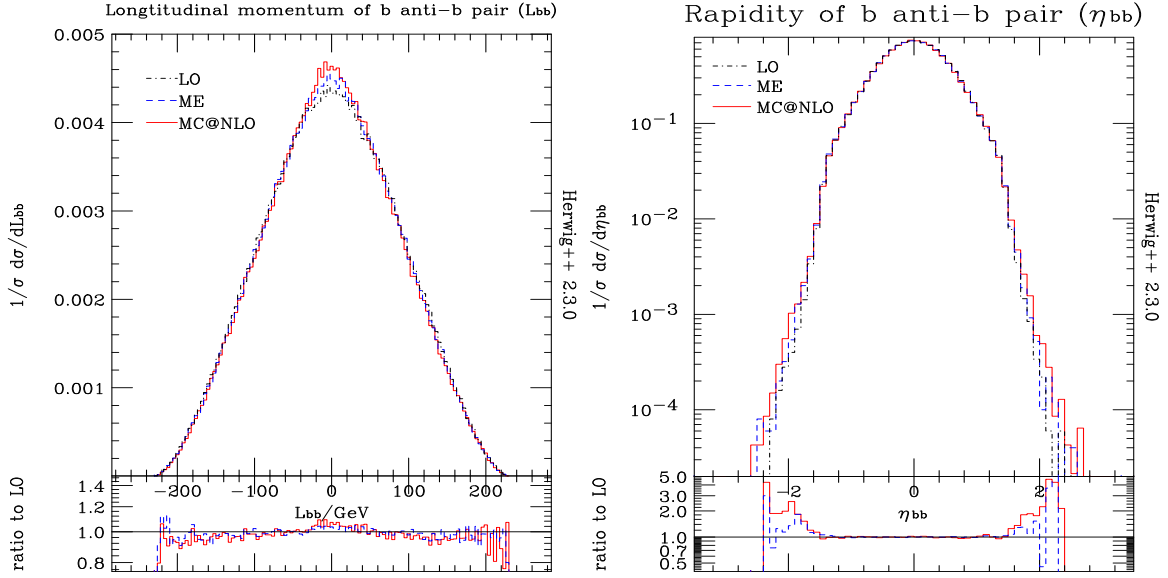 Longtitudinal momentum of b anti-b pair (Lbb)
0.005
LO
ME
MC@NLO
0.004
0.003
0.002
0.001
1/σ dσ/dLbb
Herwig++ 2.3.0
−200 −100 0 100 200
Lbb/GeV
1.4
1.2
1.0
0.8
ratio to LO
Rapidity of b anti-b pair (ηbb)
LO
ME
MC@NLO
10⁻¹
10⁻²
10⁻³
10⁻⁴
1/σ dσ/dηbb
Herwig++ 2.3.0
−2 0 2
ηbb
5.0
3.0
2.0
1.0
0.7
0.5
ratio to LO